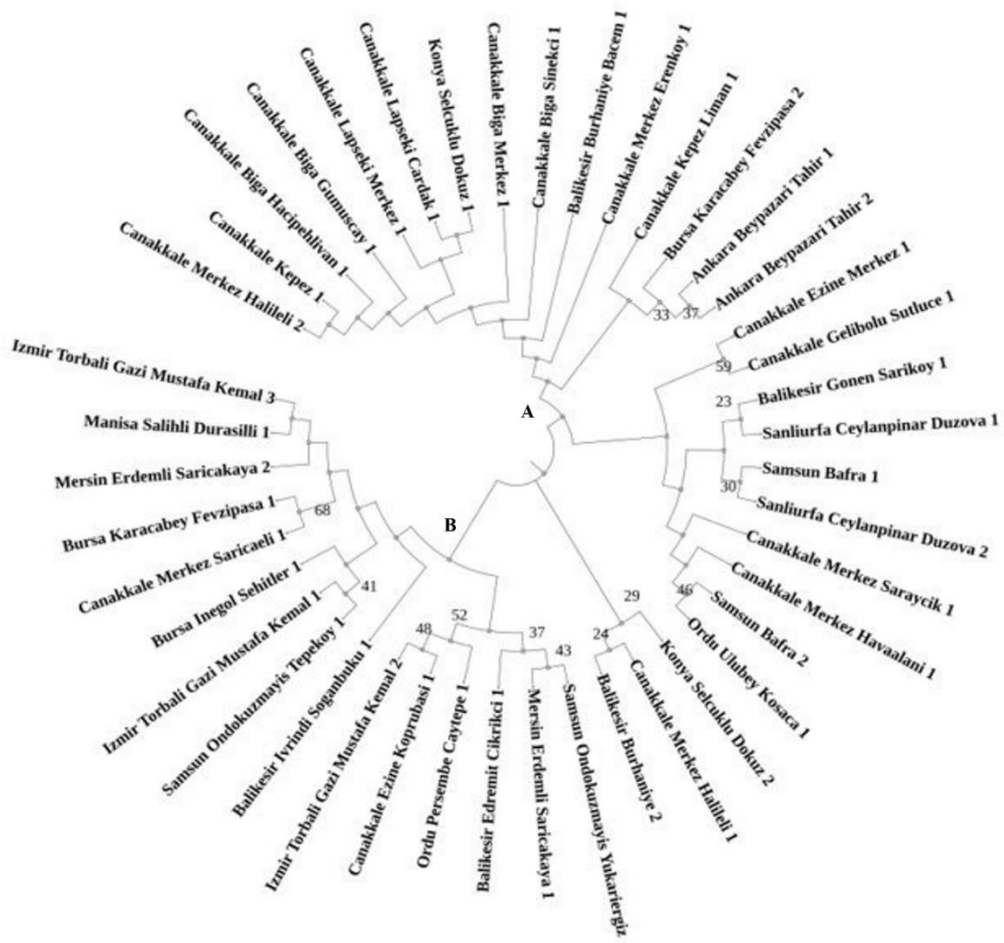 Canakkale Merkez Halileli 2
Canakkale Kepez 1
Canakkale Biga Hacipehlivan 1
Canakkale Biga Gumuscay 1
Canakkale Lapseki Merkez 1
Canakkale Lapseki Cardak 1
Konya Selcuklu Dokuz 1
Canakkale Biga Merkez 1
Canakkale Biga Sinekci 1
Balikesir Burhaniye Bacem 1
Canakkale Merkez Erenkoy 1
Canakkale Kepez Liman 1
Bursa Karacabey Fevzipasa 2
Ankara Beypazari Tahir 1
Ankara Beypazari Tahir 2
33
37
Canakkale Ezine Merkez 1
Canakkale Gelibolu Sutluce 1
59
Balikesir Gonen Sarikoy 1
23
Sanliurfa Ceylanpinar Duzova 1
Samsun Bafra 1
30
Sanliurfa Ceylanpinar Duzova 2
Canakkale Merkez Saraycik 1
Canakkale Merkez Havaalani 1
46
Samsun Bafra 2
Ordu Ulubey Kosaca 1
A
29
Konya Selcuklu Dokuz 2
24
Canakkale Merkez Halileli 1
Balikesir Burhaniye 2
B
Samsun Ondokuzmayis Yukariergiz
43
37
Mersin Erdemli Saricakaya 1
Balikesir Edremit Cikrikci 1
52
Ordu Persembe Caytepe 1
48
Canakkale Ezine Koprubasi 1
Izmir Torbali Gazi Mustafa Kemal 2
Balikesir Ivrindi Soganbuku 1
Samsun Ondokuzmayis Tepekoy 1
41
Izmir Torbali Gazi Mustafa Kemal 1
Bursa Inegol Sehitler 1
Canakkale Merkez Saricaeli 1
68
Bursa Karacabey Fevzipasa 1
Mersin Erdemli Saricakaya 2
Manisa Salihli Durasilli 1
Izmir Torbali Gazi Mustafa Kemal 3